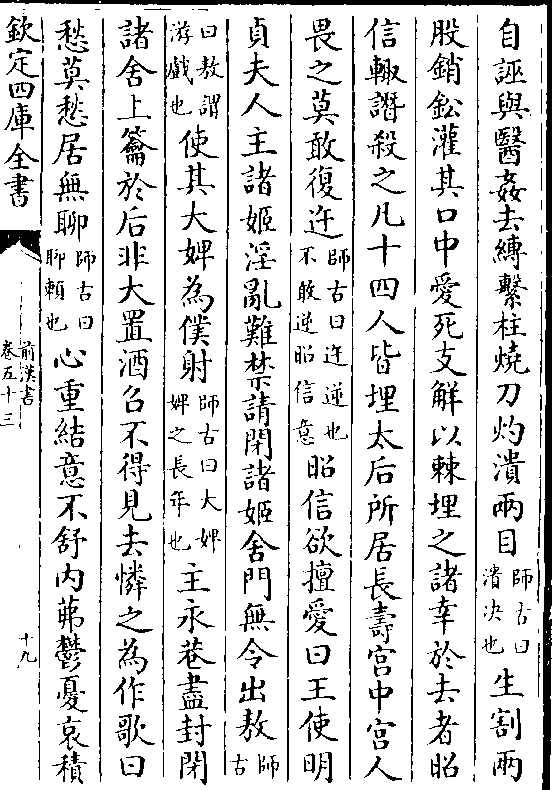 自誣與醫姦去縛繫柱燒刀灼潰兩目師古曰潰决也生割兩
股銷鈆灌其口中愛死支解以棘埋之諸幸於去者昭
信輙譖殺之凡十四人皆埋太后所居長壽宫中宫人
畏之莫敢復迕師古曰迕逆也不敢逆昭信意昭信欲擅愛曰王使明
貞夫人主諸姬淫亂難禁請閉諸姬舍門無令出敖師古
曰敖謂游戲也使其大婢為僕射師古曰大婢婢之長年也主永巷盡封閉
諸舍上籥於后非大置酒召不得見去憐之為作歌曰
愁莫愁居無聊師古曰聊頼也心重結意不舒内茀鬱憂哀積
欽定四庫全書
前漢書
卷五十三
十九